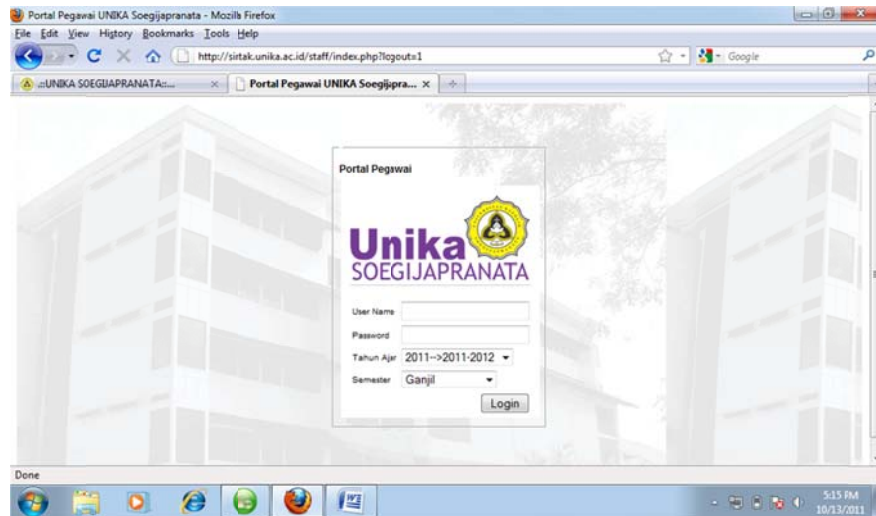 Portal Pegawai UNIKA Soegijapranata - Mozilla Firefox
File Edit View History Bookmarks Tools Help
http://sirtak.unika.ac.id/staff/index.php?logout=1
Google
.::UNIKA SOEGIJAPRANATA::....
Portal Pegawai UNIKA Soegijapra...
Portal Pegawai
Unika
SOEGIJAPRANATA
User Name
Password
Tahun Ajar 2011-->2011-2012
Semester Ganjil
Login
Done
5:15 PM
10/13/2011